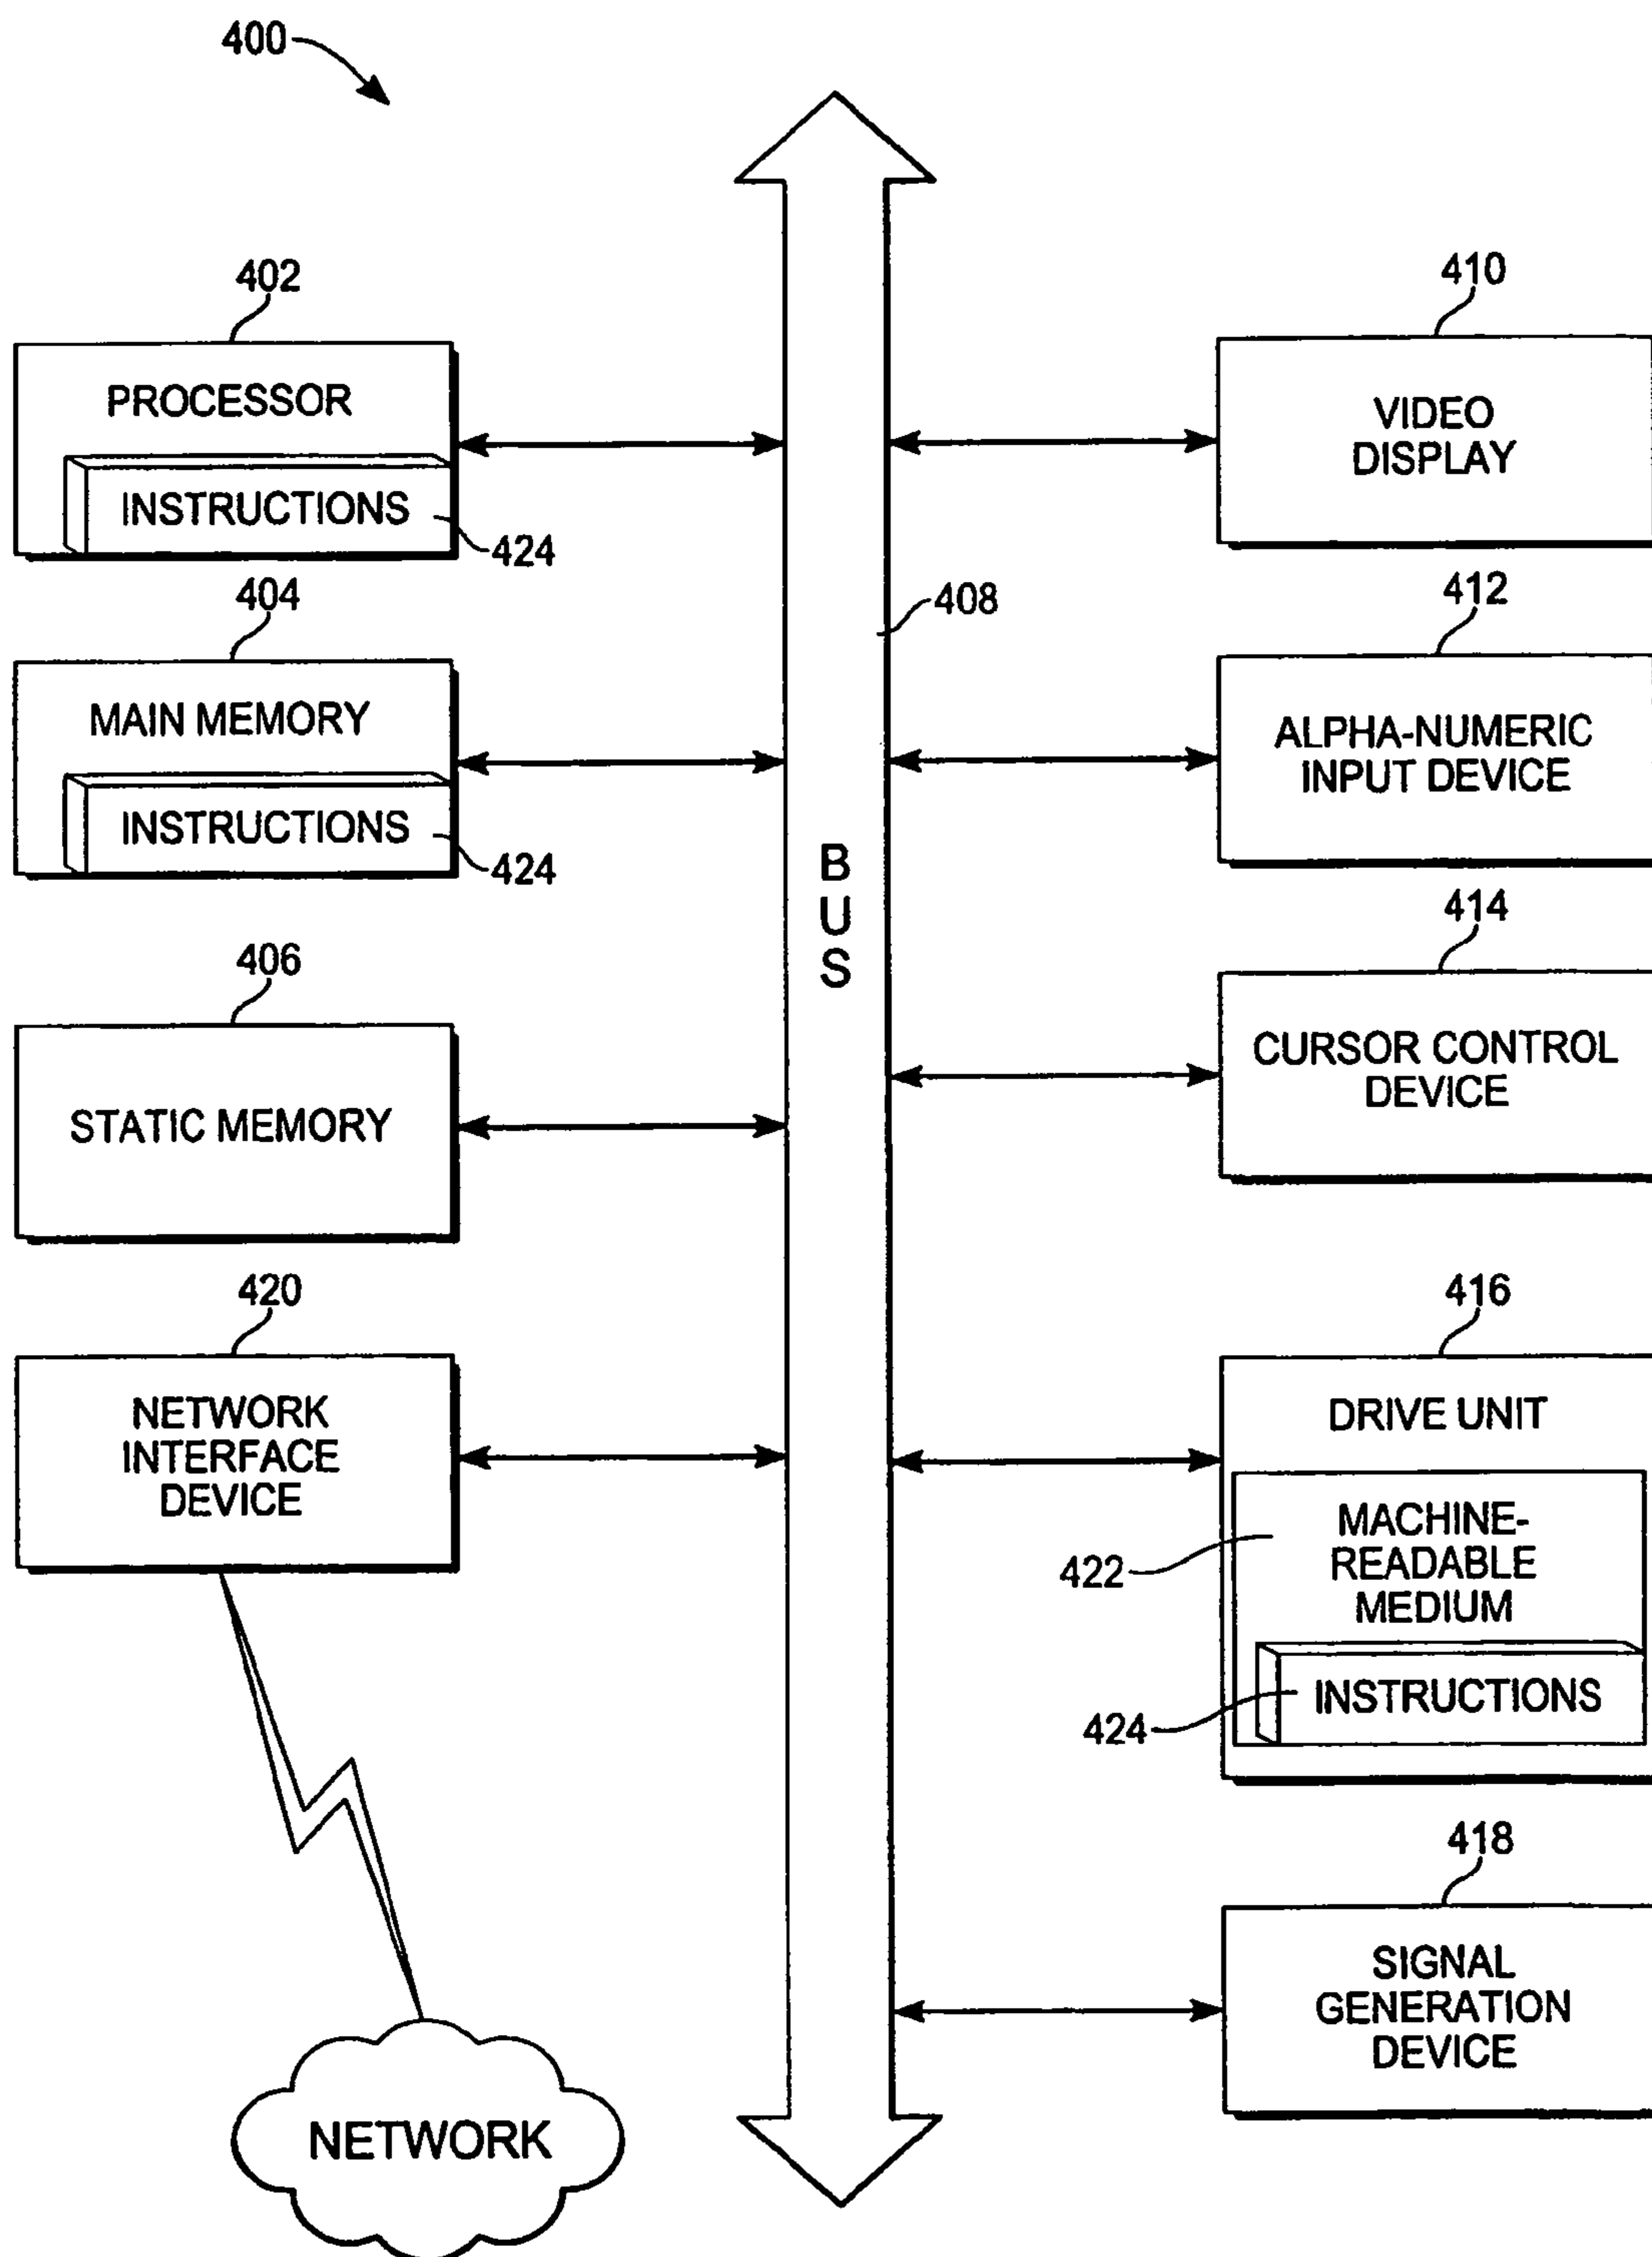 400
402
PROCESSOR
INSTRUCTIONS
424
404
MAIN MEMORY
INSTRUCTIONS
424
406
STATIC MEMORY
420
NETWORK
INTERFACE
DEVICE
NETWORK
408
B
U
S
410
VIDEO
DISPLAY
412
ALPHA-NUMERIC
INPUT DEVICE
414
CURSOR CONTROL
DEVICE
416
DRIVE UNIT
422
MACHINE-
READABLE
MEDIUM
424
INSTRUCTIONS
418
SIGNAL
GENERATION
DEVICE